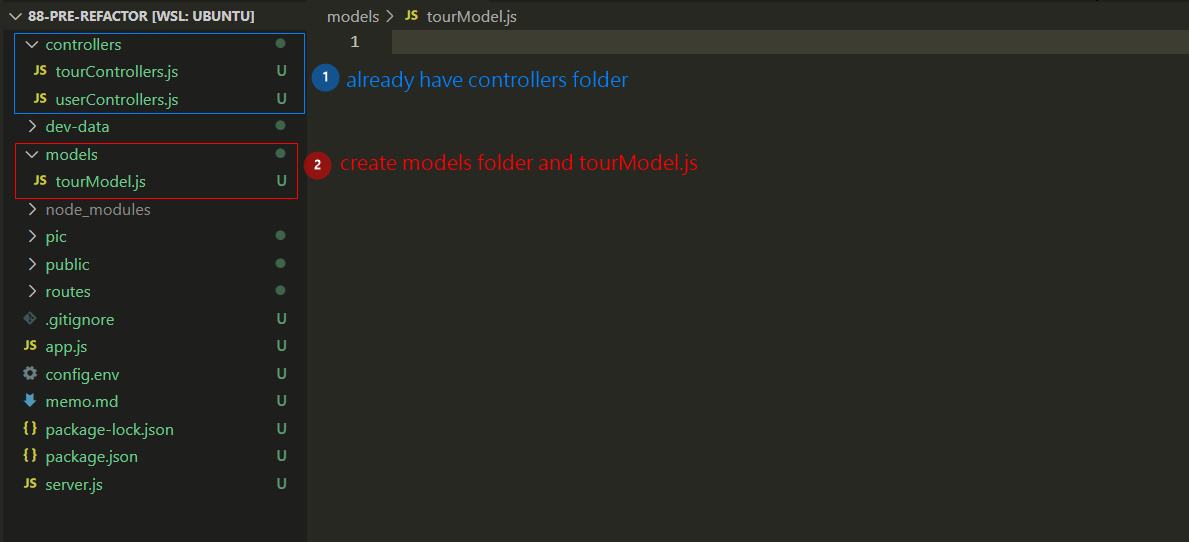 88-PRE-REFACTOR [WSL: UBUNTU]
models > JS tourModel.js
1
controllers
JS tourControllers.js U
1 already have controllers folder
JS userControllers.js U
dev-data
models
2 create models folder and tourModel.js
JS tourModel.js U
node_modules
pic
public
routes
.gitignore U
JS app.js U
config.env U
memo.md U
{} package-lock.json U
{} package.json U
JS server.js U